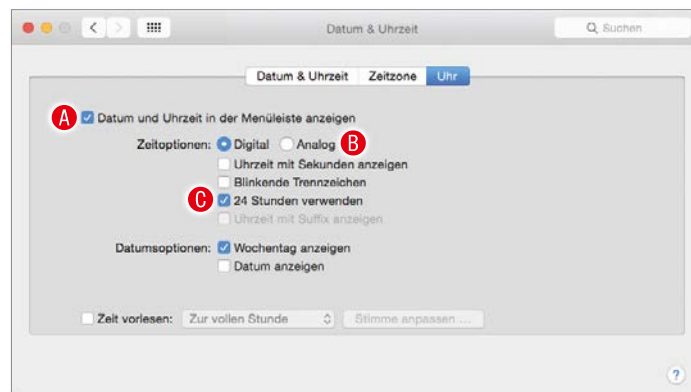 Datum & Uhrzeit
Suchen
Datum & Uhrzeit Zeitzone Uhr
A Datum und Uhrzeit in der Menüleiste anzeigen
Zeitoptionen: Digital Analog B
Uhrzeit mit Sekunden anzeigen
Blinkende Trennzeichen
C 24 Stunden verwenden
Uhrzeit mit Suffix anzeigen
Datumsoptionen: Wochentag anzeigen
Datum anzeigen
Zeit vorlesen: Zur vollen Stunde Stimme anpassen ...
?